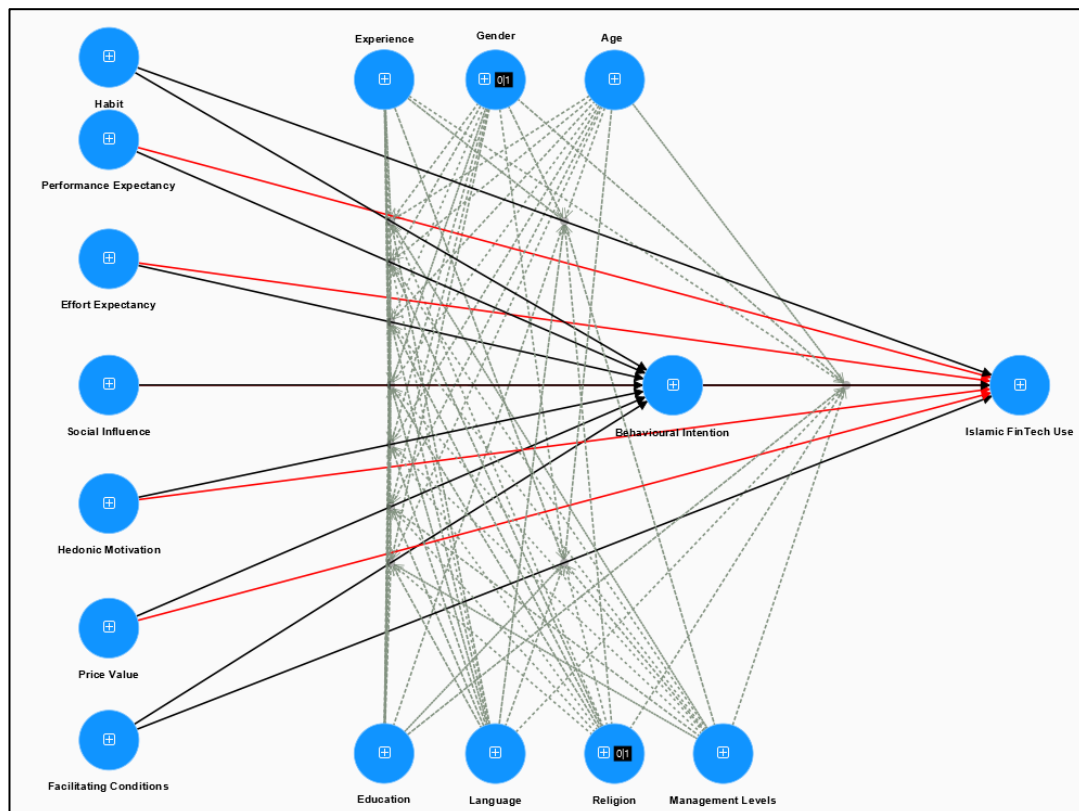 Experience
Gender
Age
0|1
Habit
Performance Expectancy
Effort Expectancy
Social Influence
Behavioural Intention
Islamic FinTech Use
Hedonic Motivation
Price Value
Facilitating Conditions
0|1
Education
Language
Religion
Management Levels